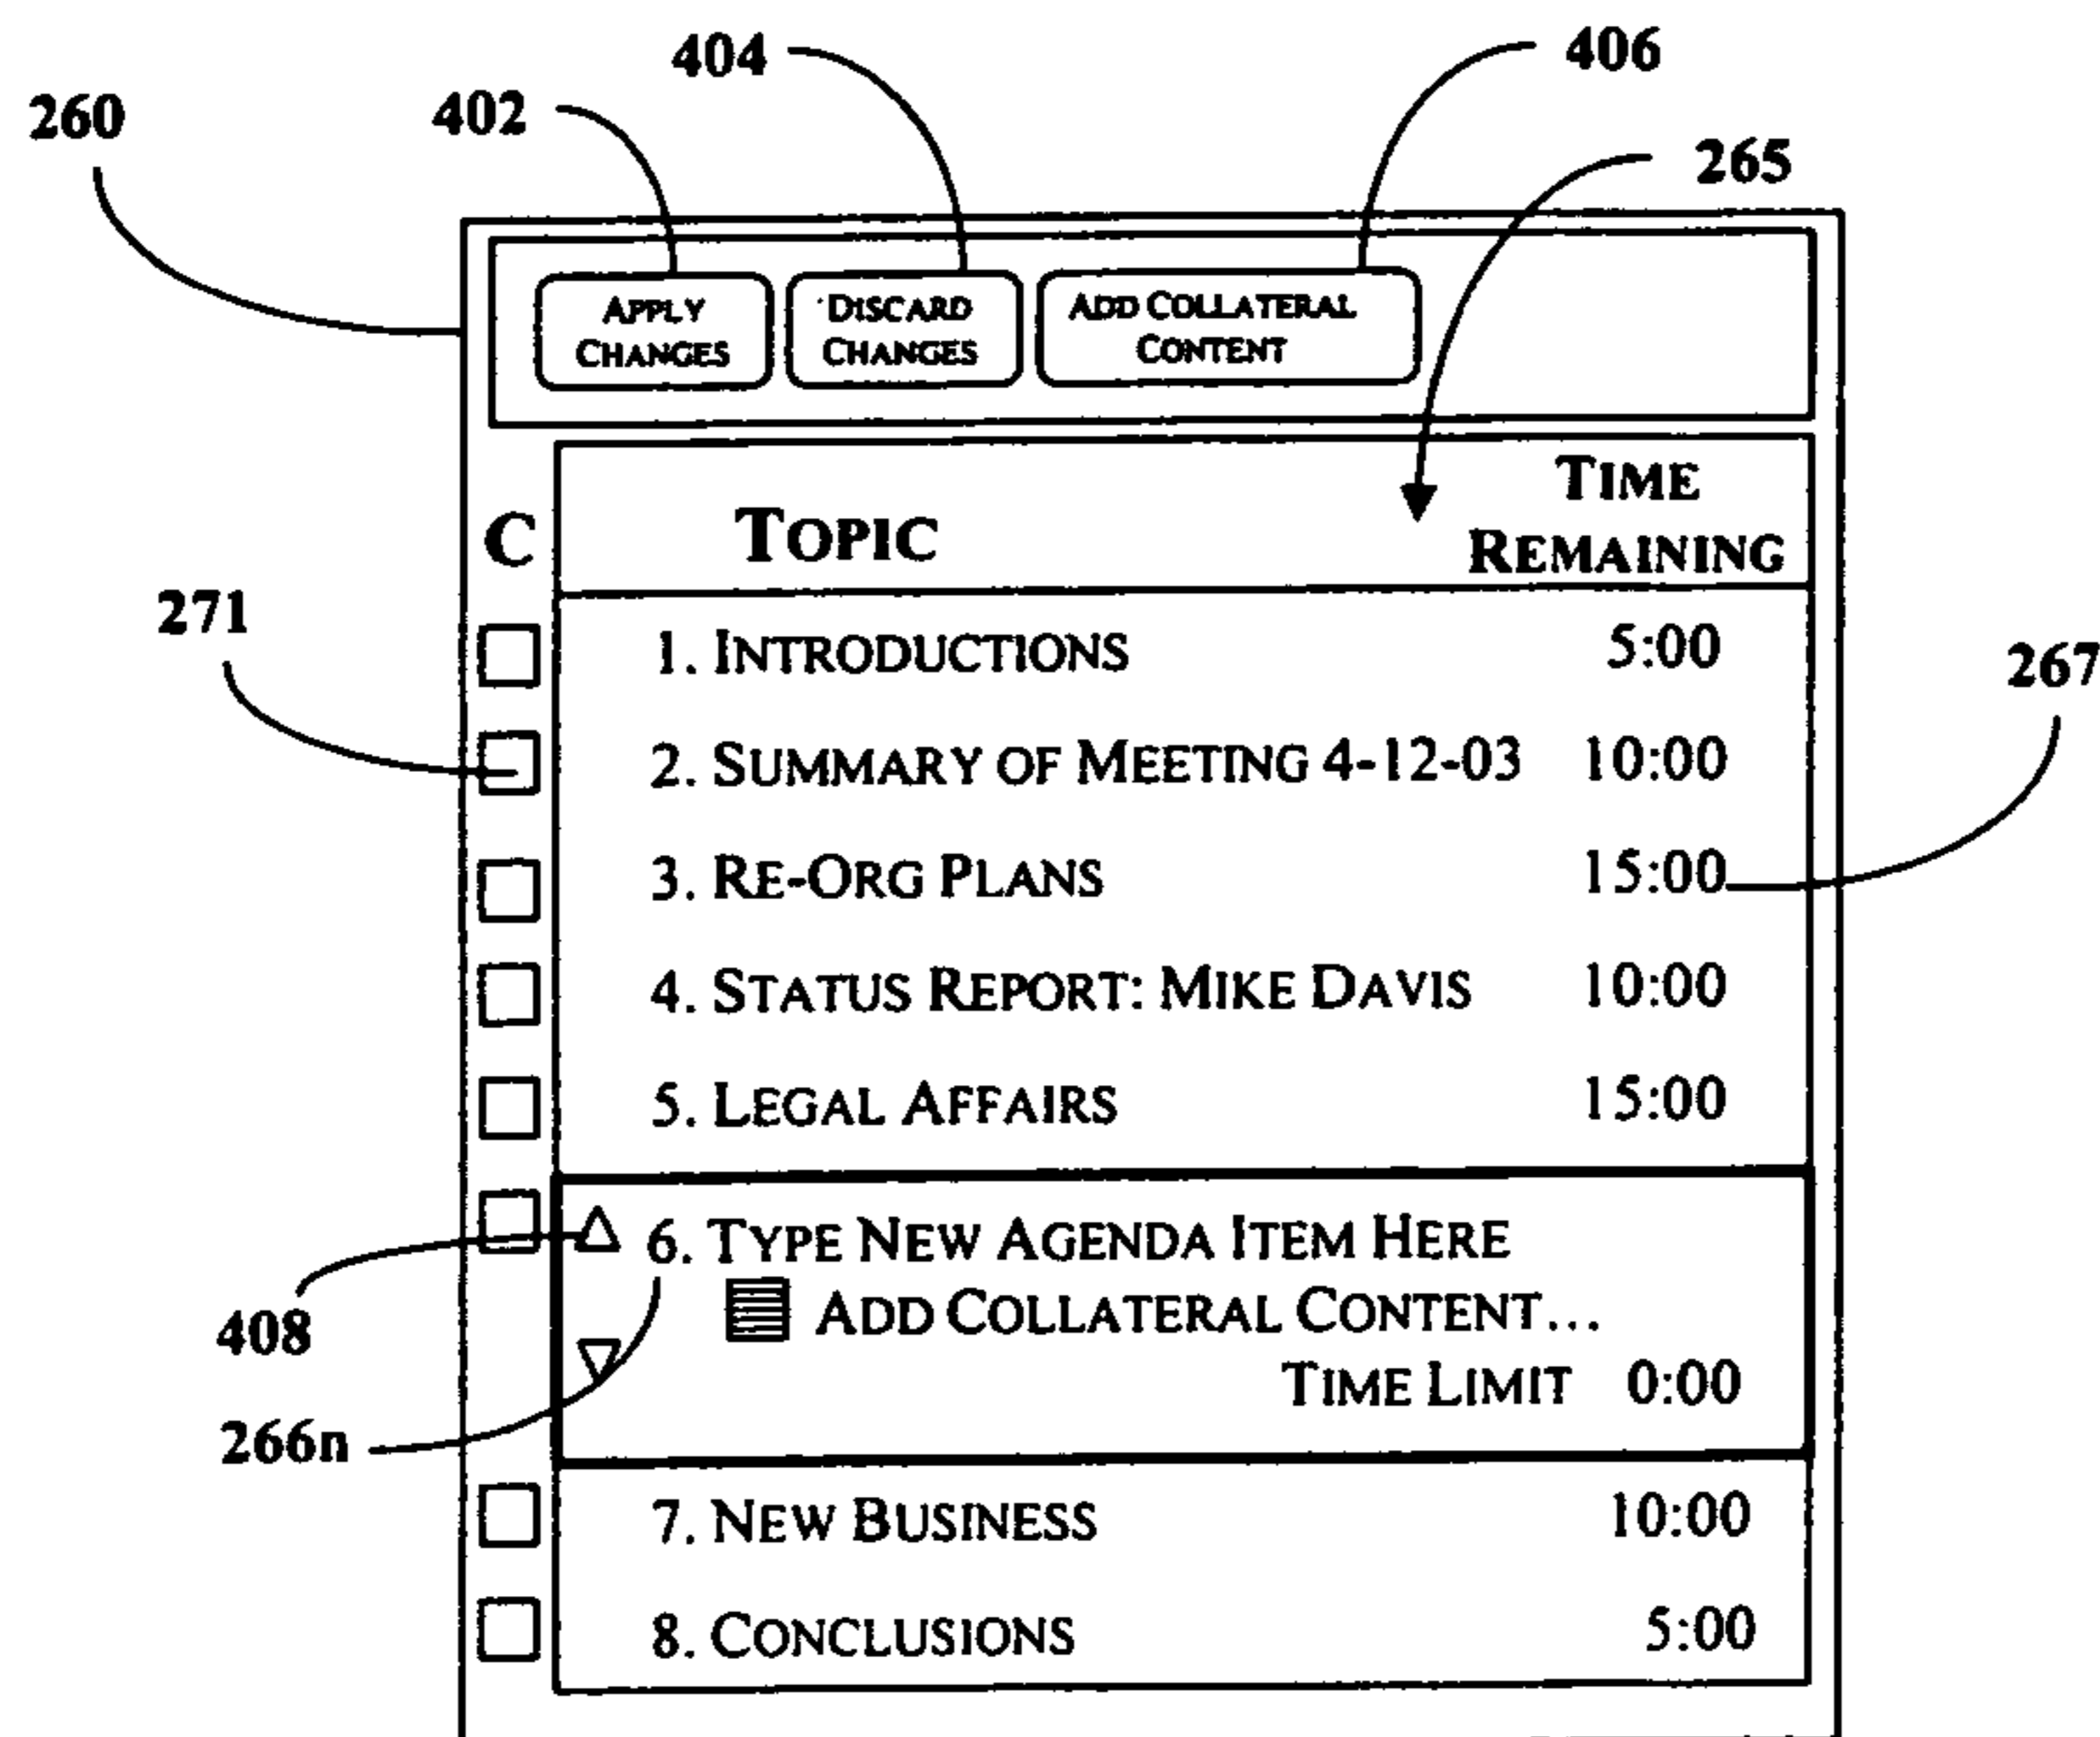 404
406
402
260
265
APPLY CHANGES
DISCARD CHANGES
ADD COLLATERAL CONTENT
C TOPIC TIME REMAINING
271
267
1. INTRODUCTIONS 5:00
2. SUMMARY OF MEETING 4-12-03 10:00
3. RE-ORG PLANS 15:00
4. STATUS REPORT: MIKE DAVIS 10:00
5. LEGAL AFFAIRS 15:00
6. TYPE NEW AGENDA ITEM HERE
ADD COLLATERAL CONTENT...
408
TIME LIMIT 0:00
266n
7. NEW BUSINESS 10:00
8. CONCLUSIONS 5:00